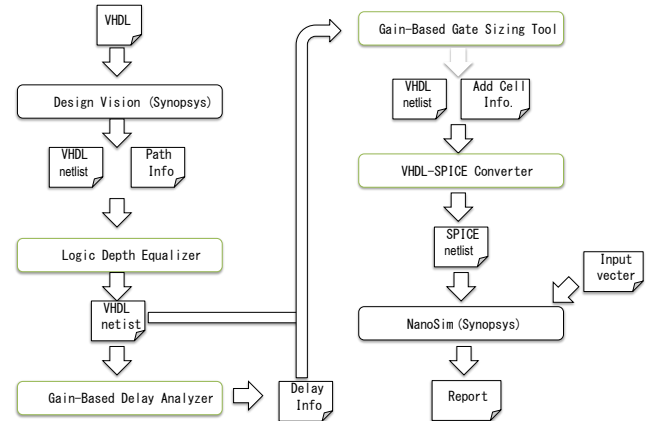 VHDL
Design Vision (Synopsys)
VHDL
netlist
Path
Info
Logic Depth Equalizer
VHDL
netist
Gain-Based Delay Analyzer
Delay
Info
Gain-Based Gate Sizing Tool
VHDL
netlist
Add Cell
Info.
VHDL-SPICE Converter
SPICE
netlist
Input
vecter
NanoSim(Synopsys)
Report